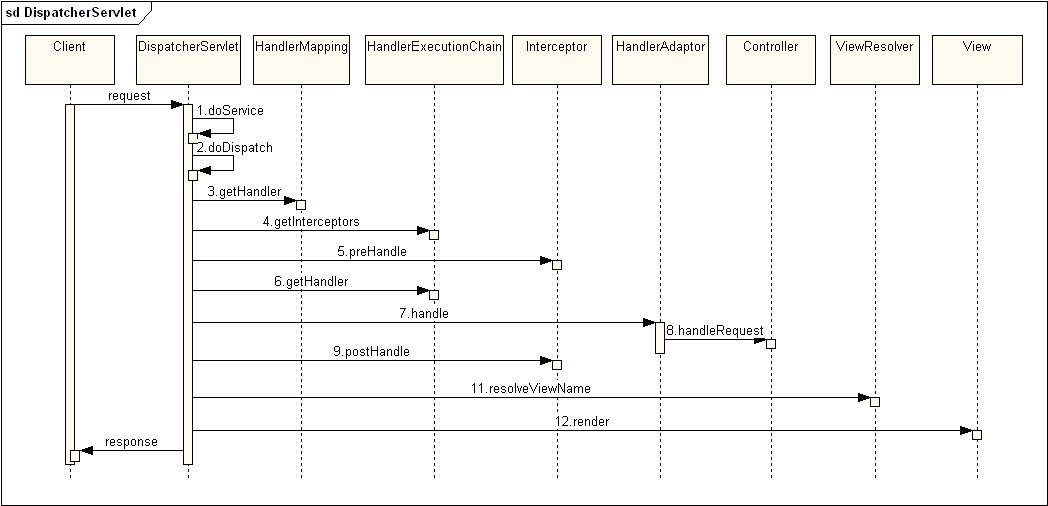 sd DispatcherServlet
Client
DispatcherServlet
HandlerMapping
HandlerExecutionChain
Interceptor
HandlerAdaptor
Controller
ViewResolver
View
request
1.doService
2.doDispatch
3.getHandler
4.getInterceptors
5.preHandle
6.getHandler
7.handle
8.handleRequest
9.postHandle
11.resolveViewName
12.render
response